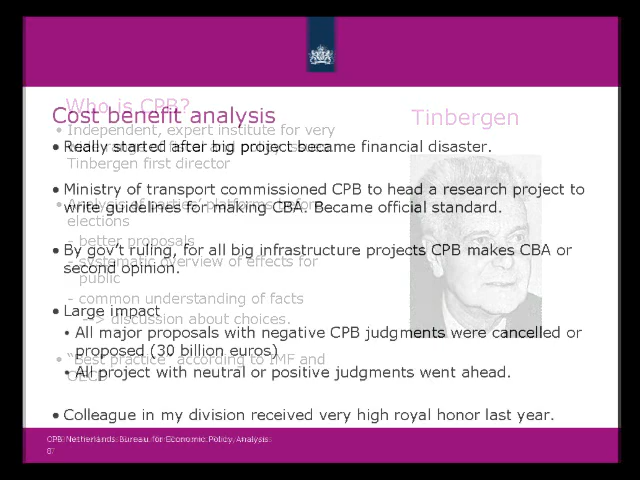 Cost benefit analysis
Really started after big project became financial disaster.
Ministry of transport commissioned CPB to head a research project to
write guidelines for making CBA. Became official standard.
By gov't ruling, for all big infrastructure projects CPB makes CBA or
second opinion.
Large impact
All major proposals with negative CPB judgments were cancelled or
proposed (30 billion euros)
All project with neutral or positive judgments went ahead.
Colleague in my division received very high royal honor last year.
Who is CPB?
Tinbergen
Independent, expert institute for very
Tinbergen first director
elections
- better proposals
- systematic overview of effects for
public
- common understanding of facts
--> discussion about choices.
"Best practice" according to IMF and
OECD
CPB Netherlands Bureau for Economic Policy Analysis